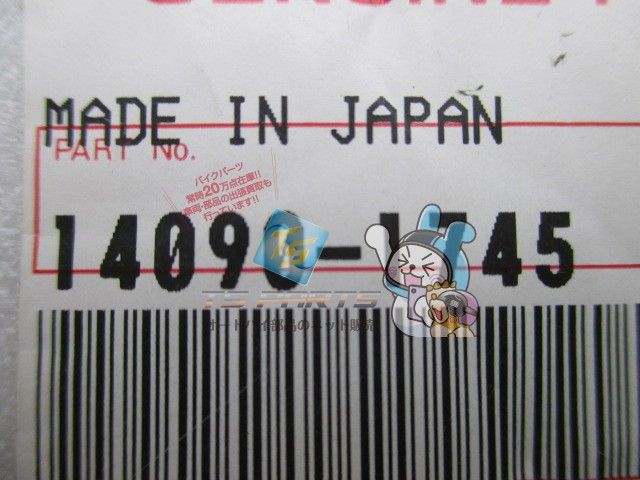 MADE IN JAPAN
PART No.
バイクパーツ
常時20万点在庫!!
車両・部品の出張買取も
行っています!!
TS PARTS
オートバイ部品のネット販売